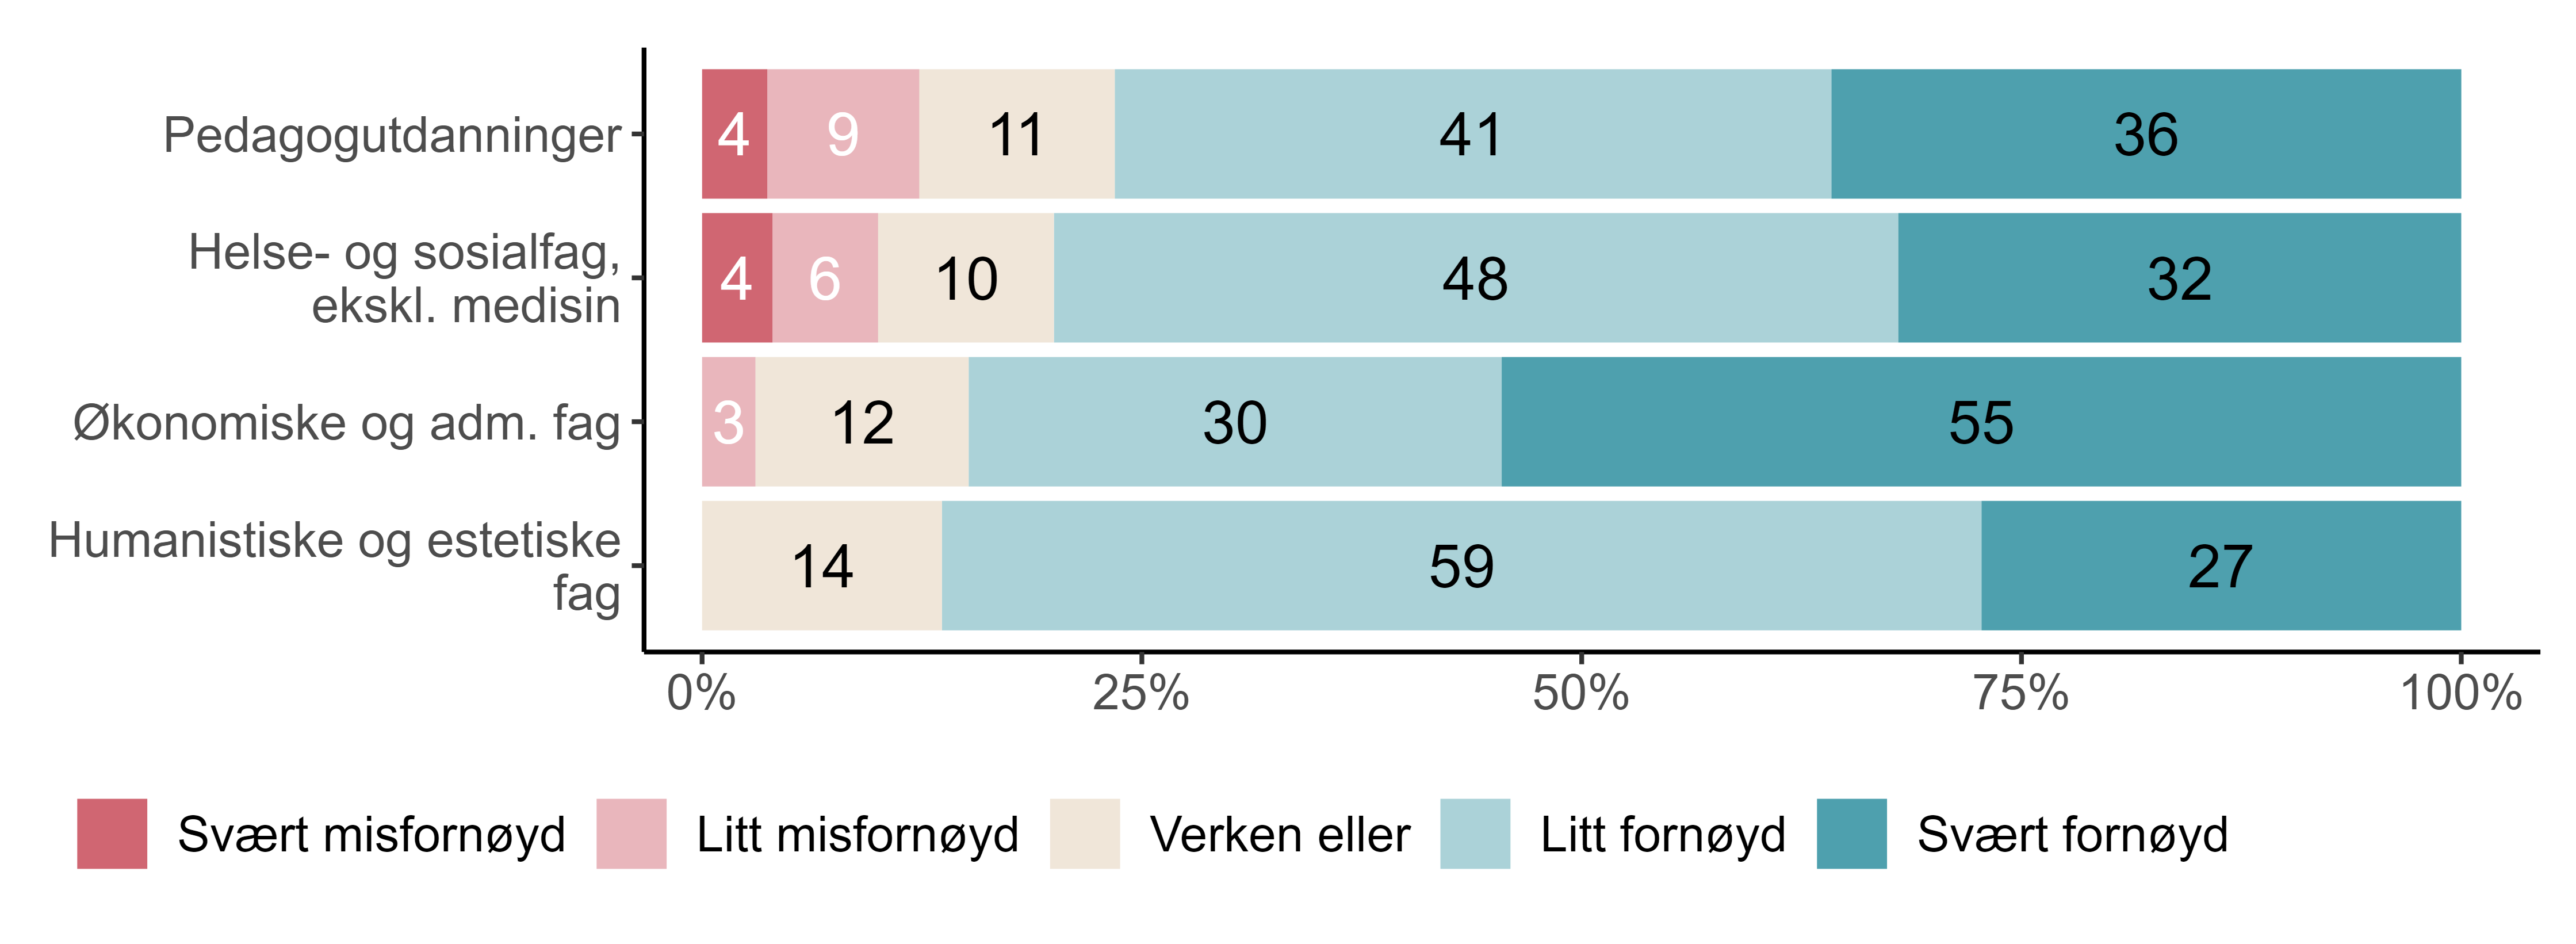 Pedagogutdanninger
4 9 11 41 36
Helse- og sosialfag,
ekskl. medisin
4 6 10 48 32
Økonomiske og adm. fag
3 12 30 55
Humanistiske og estetiske
fag
14 59 27
0% 25% 50% 75% 100%
Svært misfornøyd Litt misfornøyd Verken eller Litt fornøyd Svært fornøyd